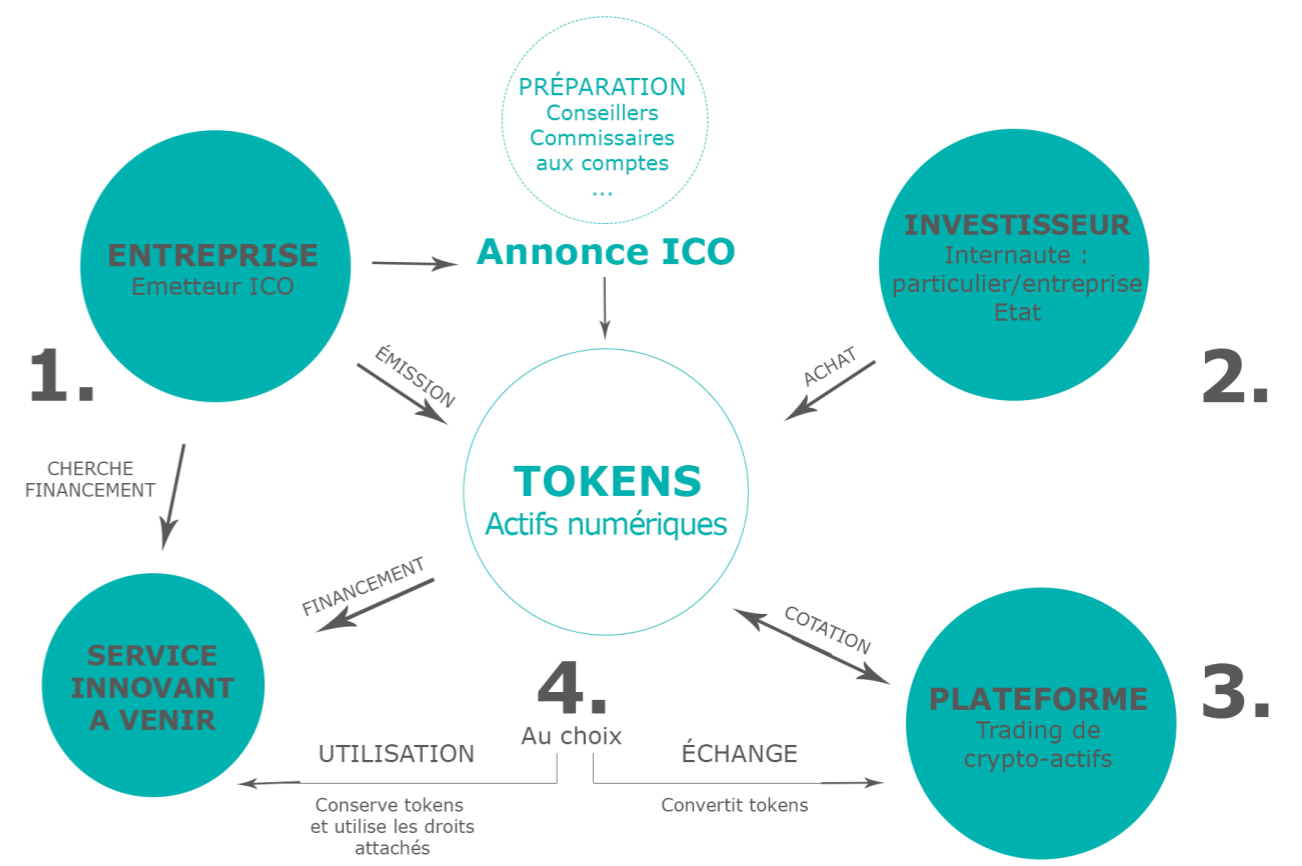 PRÉPARATION
Conseillers
Commissaires
aux comptes
...
ENTREPRISE
Emetteur ICO
Annonce ICO
INVESTISSEUR
Internaute :
particulier/entreprise
Etat
1.
ÉMISSION
ACHAT
2.
CHERCHE
FINANCEMENT
TOKENS
Actifs numériques
FINANCEMENT
COTATION
SERVICE
INNOVANT
A VENIR
4.
Au choix
PLATEFORME
Trading de
crypto-actifs
3.
UTILISATION
Conserve tokens
et utilise les droits
attachés
ÉCHANGE
Convertit tokens